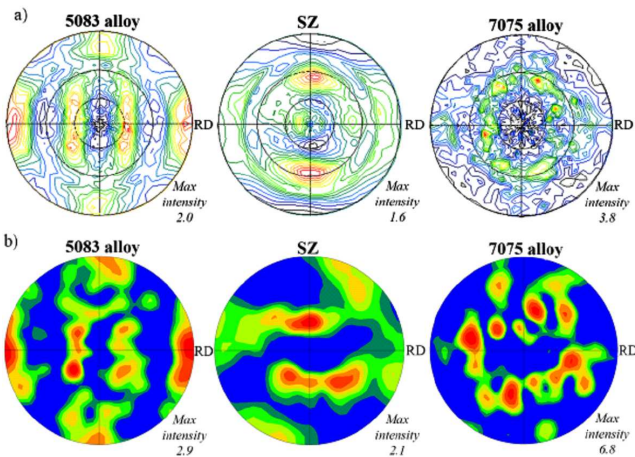 a)
5083 alloy
SZ
7075 alloy
RD
RD
RD
Max
intensity
2.0
Max
intensity
1.6
Max
intensity
3.8
b)
5083 alloy
SZ
7075 alloy
RD
RD
RD
Max
intensity
2.9
Max
intensity
2.1
Max
intensity
6.8